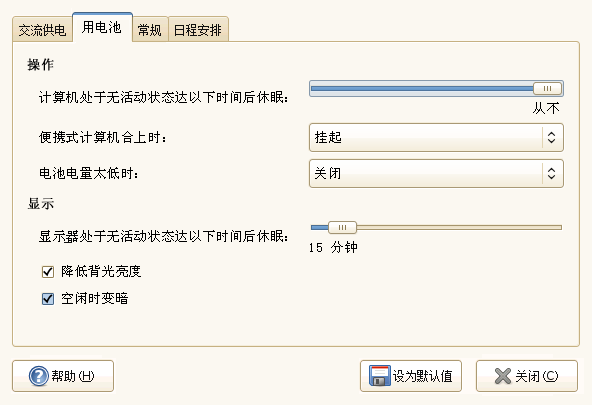 交流供电 用电池 常规 日程安排
操作
计算机处于无活动状态达以下时间后休眠：
从不
便携式计算机合上时： 挂起
电池电量太低时： 关闭
显示
显示器处于无活动状态达以下时间后休眠：
15 分钟
降低背光亮度
空闲时变暗
帮助(H) 设为默认值 关闭(C)